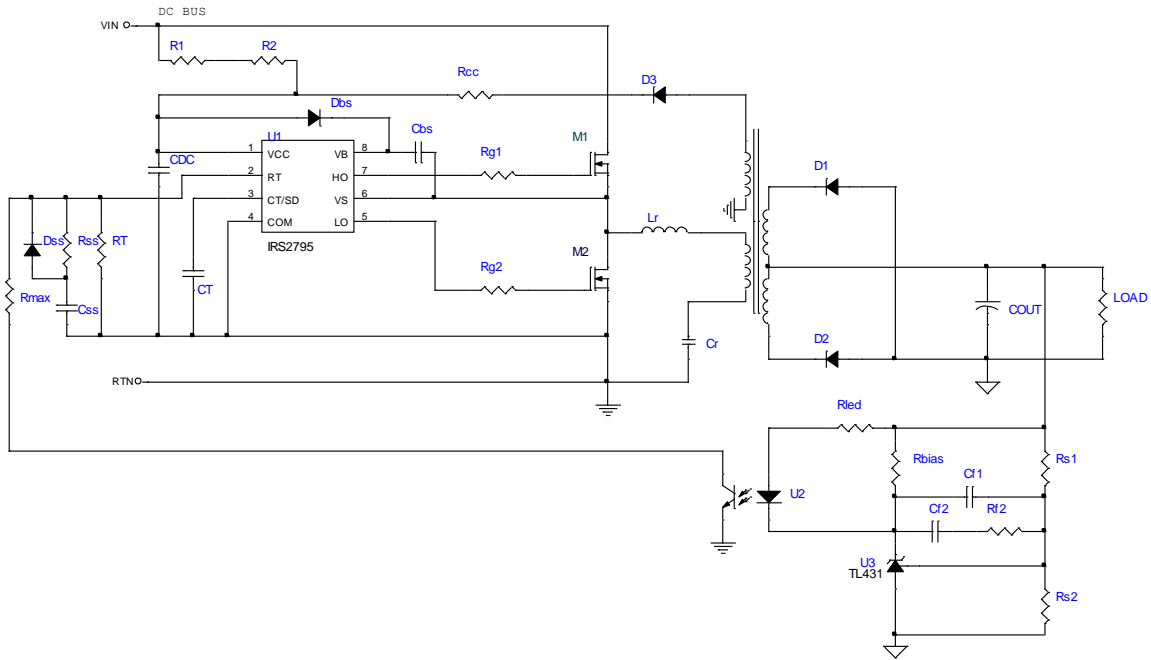 DC BUS
VIN
R1
R2
Rcc
D3
Dbs
U1
Cbs
M1
CDC
1
VCC
VB
8
Rg1
D1
2
RT
HO
7
3
CT/SD
VS
6
4
COM
LO
5
Lr
IRS2795
Dss
Rss
RT
M2
Rg2
CT
Rmax
Css
COUT
LOAD
Cr
D2
RTN
Rled
Rbias
Cf1
Rs1
U2
Cf2
Rf2
U3
TL431
Rs2